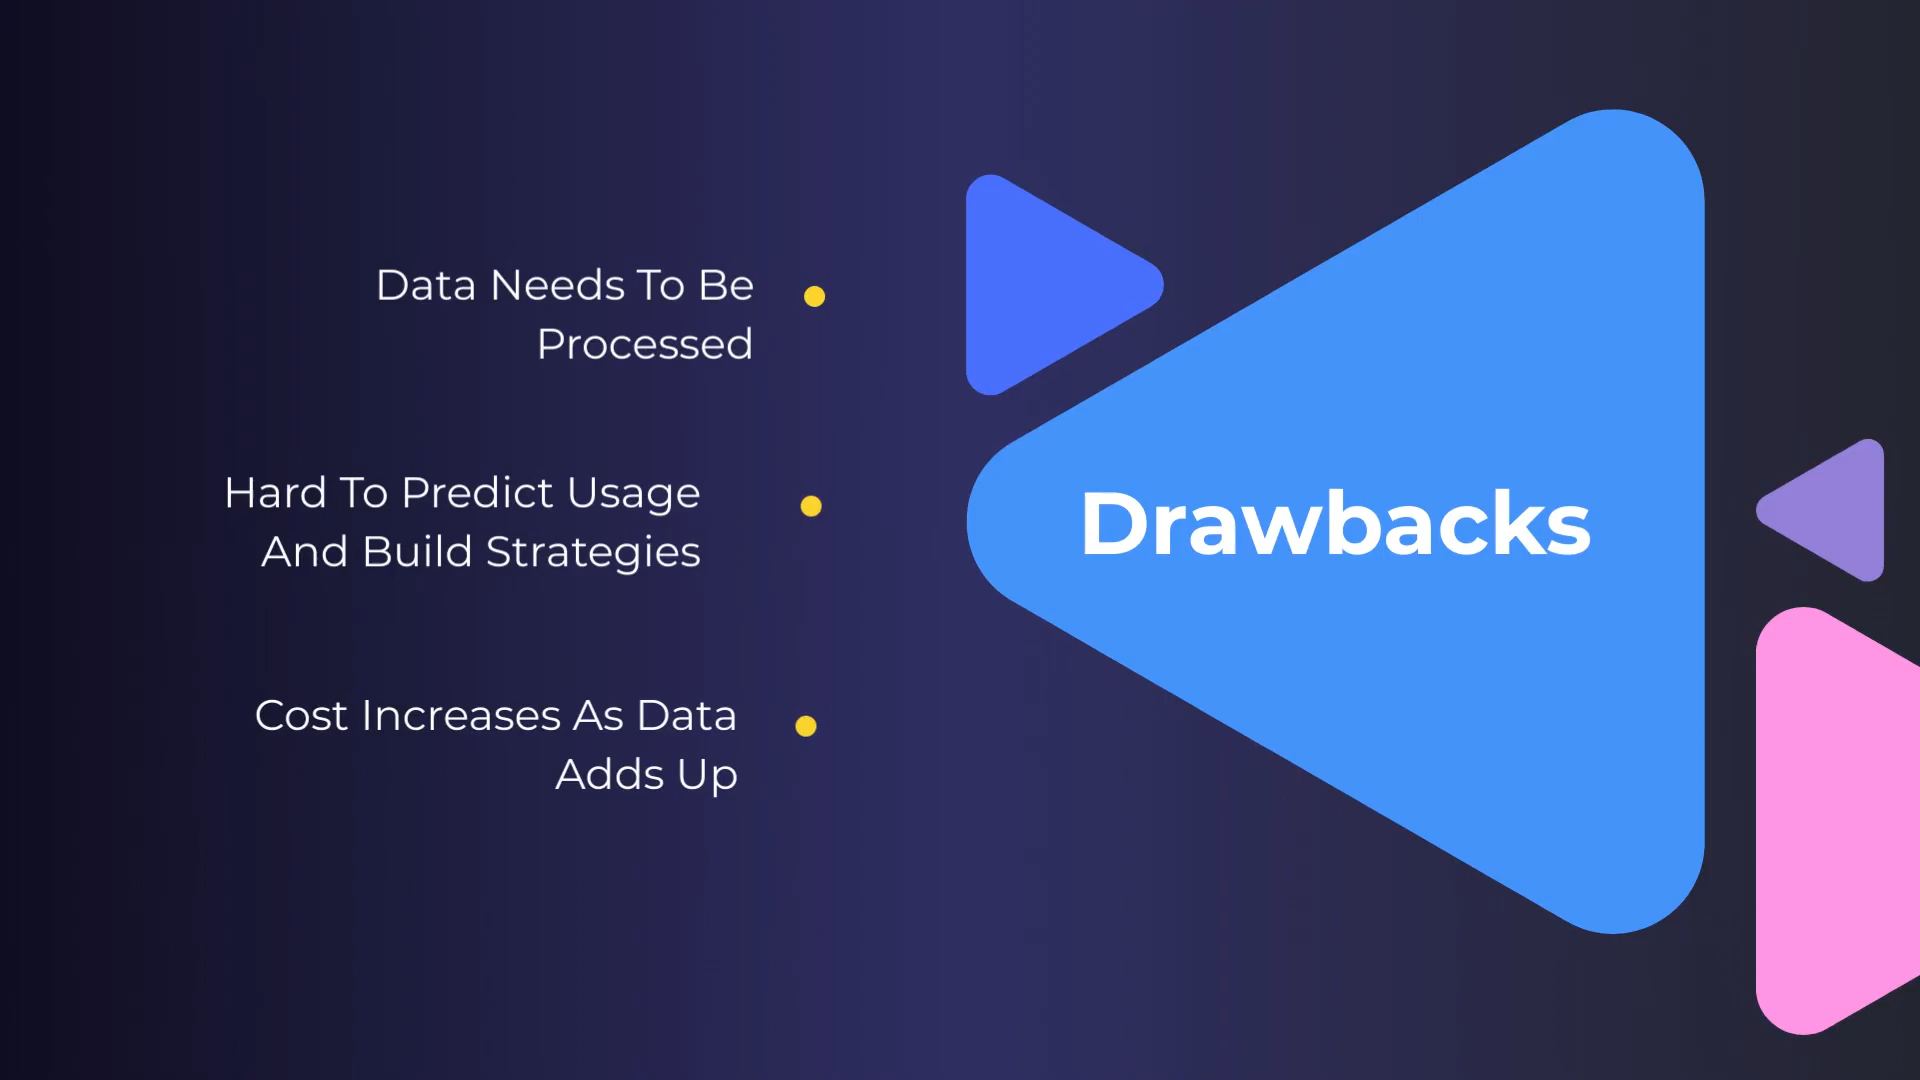 Data Needs To Be
Processed
Hard To Predict Usage
And Build Strategies
Cost Increases As Data
Adds Up
Drawbacks